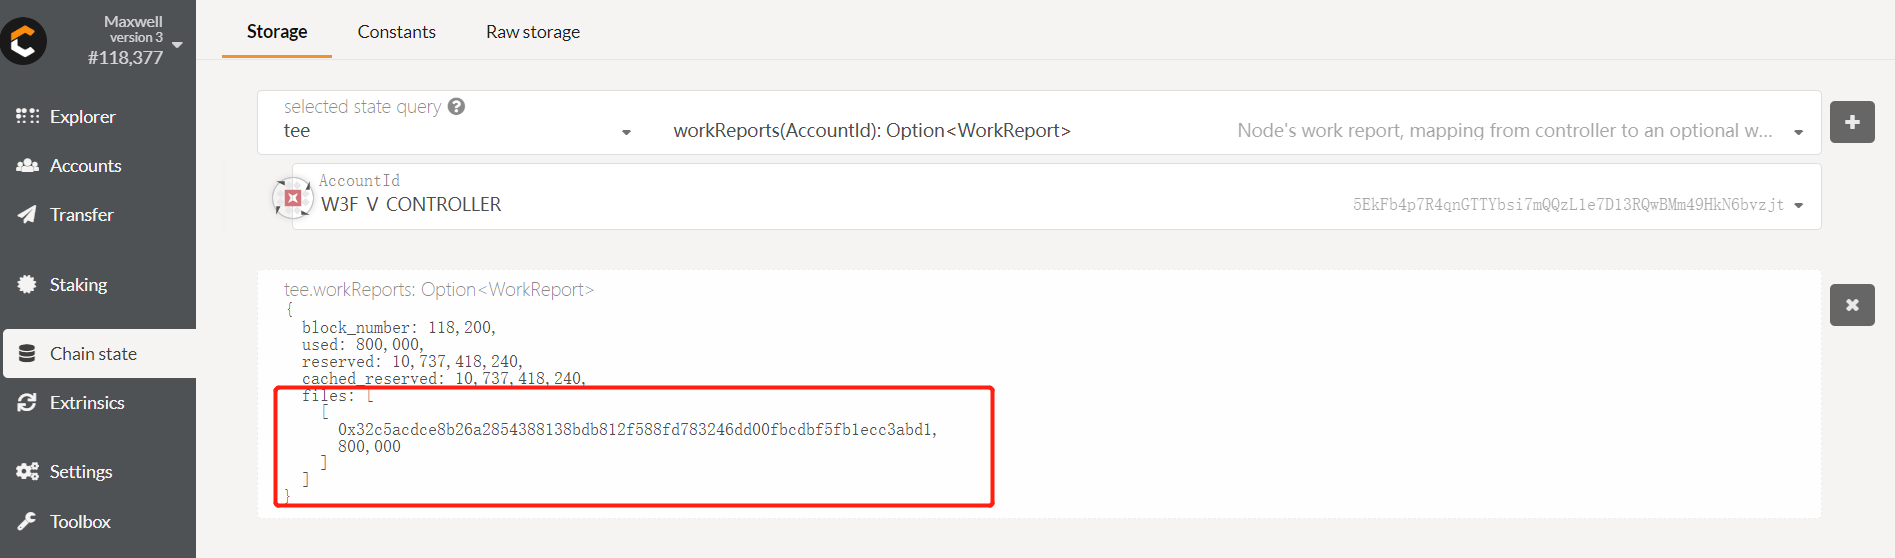 Maxwell
version 3
#118,377
Explorer
Accounts
Transfer
Staking
Chain state
Extrinsics
Settings
Toolbox
Storage
Constants
Raw storage
selected state query
tee
workReports(AccountId): Option<WorkReport>
Node's work report, mapping from controller to an optional w...
AccountId
W3F V CONTROLLER
5EkFb4p7R4qnGTTYbsi7mQQzL1e7D13RQwBMm49HkN6bvzjt
tee.workReports: Option<WorkReport>
{
block_number: 118,200,
used: 800,000,
reserved: 10,737,418,240,
cached_reserved: 10,737,418,240,
files: [
[
0x32c5acdce8b26a2854388138bdb812f588fd783246dd00fbcdbf5fb1ecc3abd1,
800,000
]
]
}